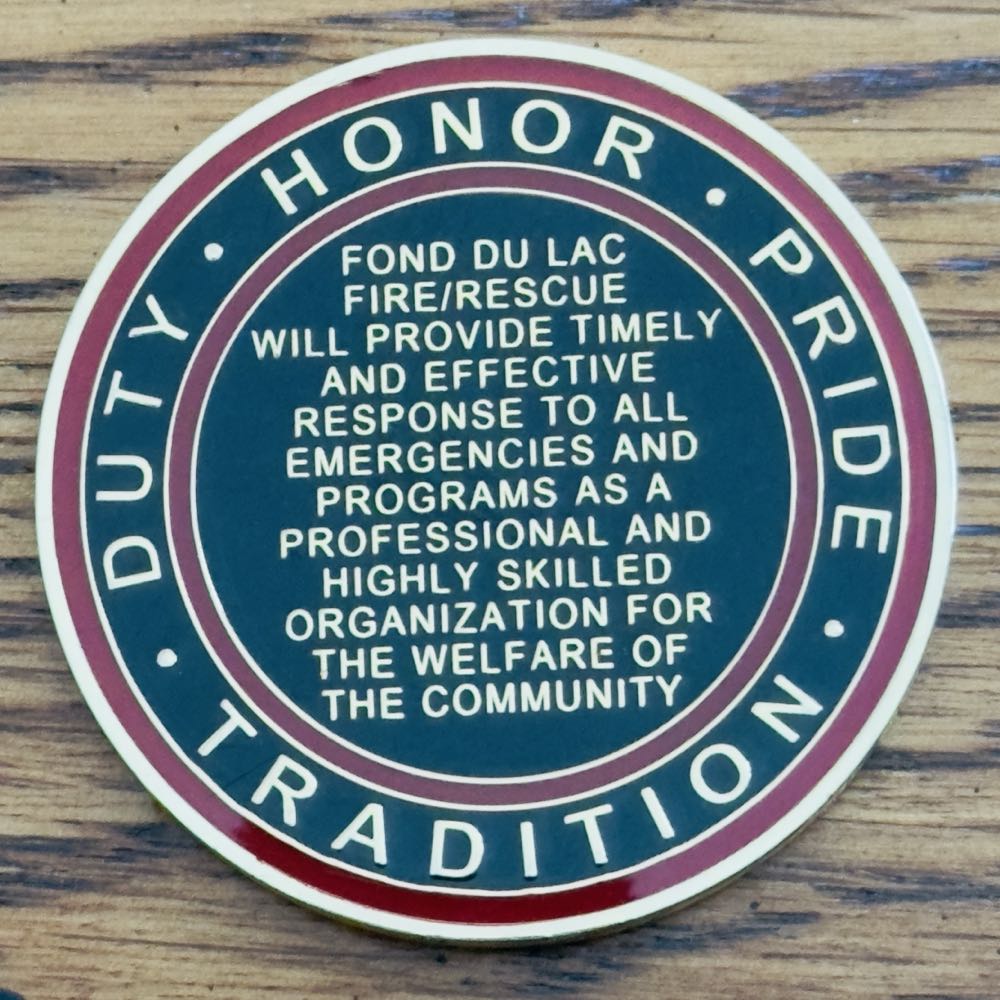 DUTY • HONOR • PRIDE • TRADITION •
FOND DU LAC
FIRE/RESCUE
WILL PROVIDE TIMELY
AND EFFECTIVE
RESPONSE TO ALL
EMERGENCIES AND
PROGRAMS AS A
PROFESSIONAL AND
HIGHLY SKILLED
ORGANIZATION FOR
THE WELFARE OF
THE COMMUNITY